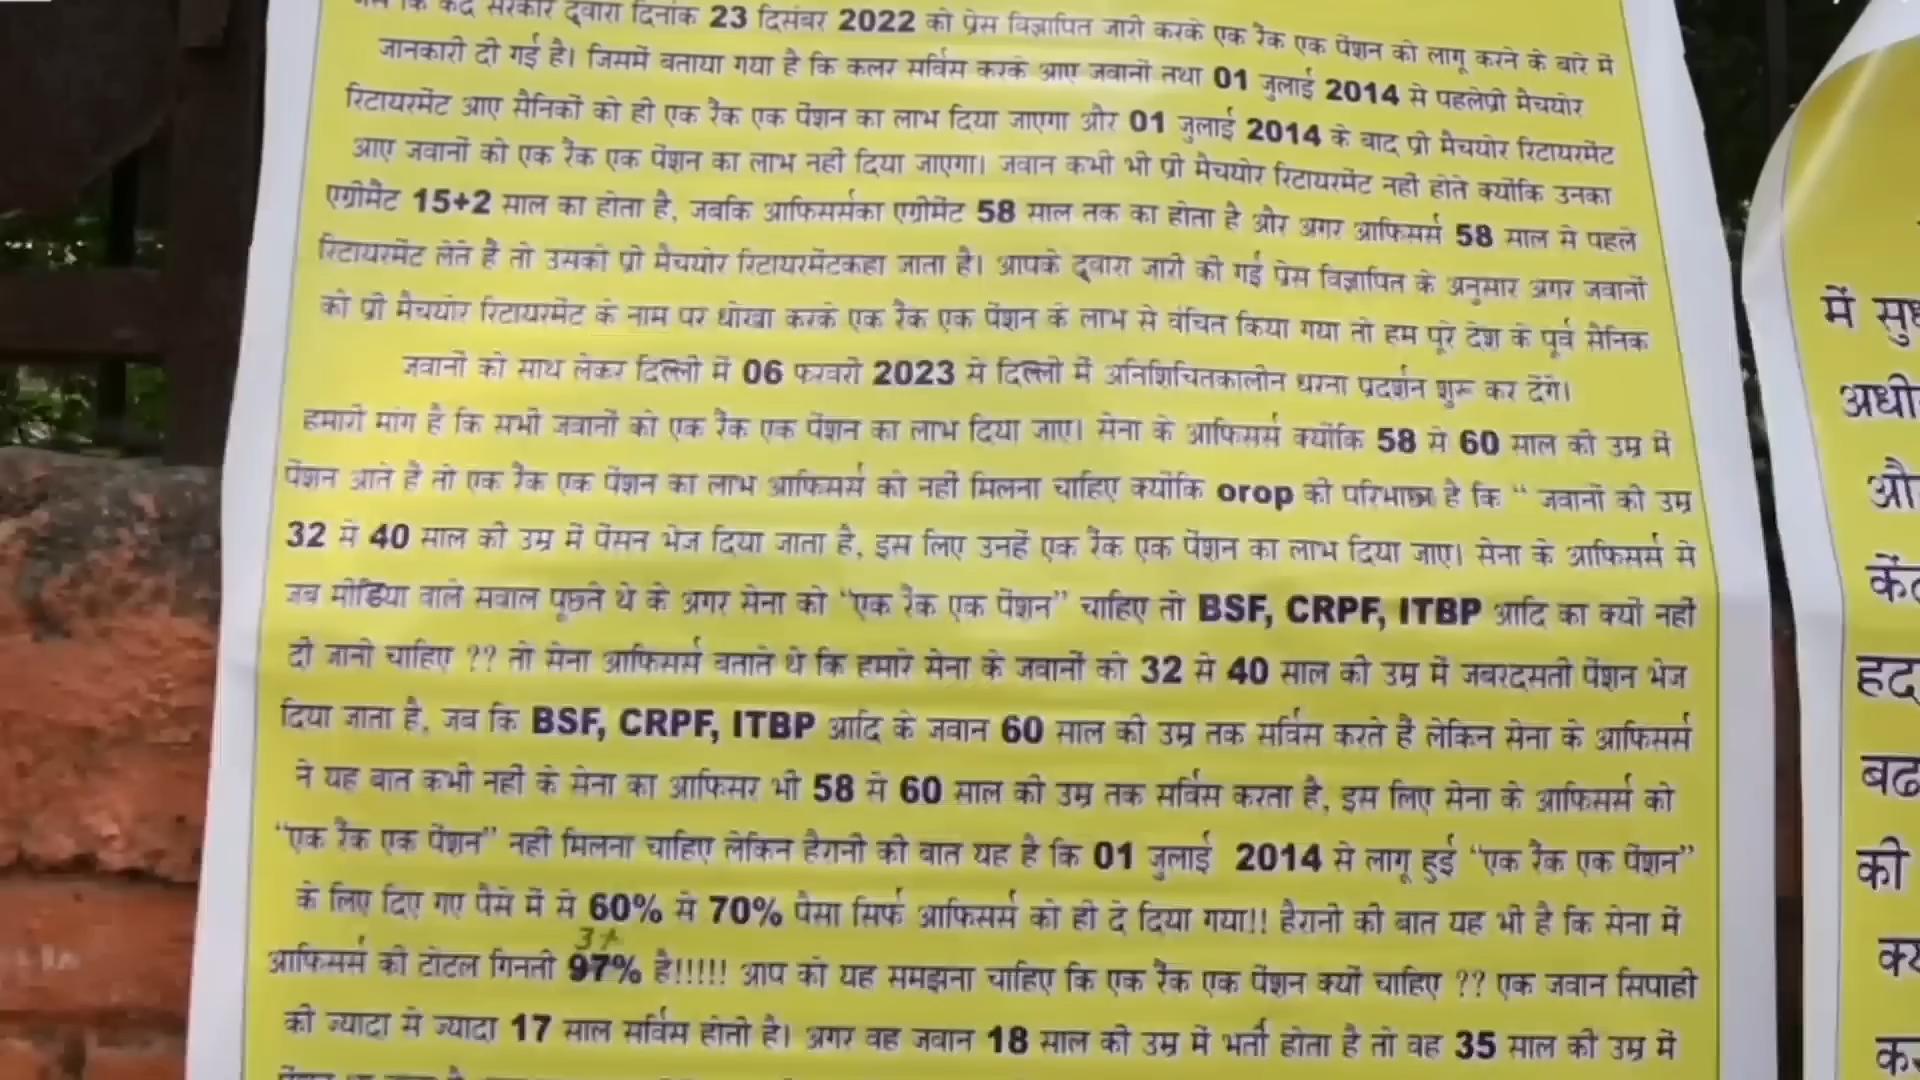 कि केंद्र सरकार द्वारा दिनांक 23 दिसंबर 2022 को प्रेस विज्ञापित जारी करके एक रैंक एक पेंशन को लागू करने के बारे में
जानकारी दी गई है। जिसमें बताया गया है कि कलर सर्विस करके आए जवानों तथा 01 जुलाई 2014 से पहलेप्री मैचयोर
रिटायरमेंट आए सैनिकों को ही एक रैंक एक पेंशन का लाभ दिया जाएगा और 01 जुलाई 2014 के बाद प्री मैचयोर रिटायरमेंट
आए जवानों को एक रैंक एक पेंशन का लाभ नहीं दिया जाएगा। जवान कभी भी प्री मैचयोर रिटायरमेंट नहीं होते क्योंकि उनका
एग्रीमेंट 15+2 साल का होता है, जबकि आफिसर्सका एग्रीमेंट 58 साल तक का होता है और अगर आफिसर्स 58 साल से पहले
रिटायरमेंट लेते हैं तो उसको प्री मैचयोर रिटायरमेंटकहा जाता है। आपके द्वारा जारी की गई प्रेस विज्ञापित के अनुसार अगर जवानों
को प्री मैचयोर रिटायरमेंट के नाम पर धोखा करके एक रैंक एक पेंशन के लाभ से वंचित किया गया तो हम पूरे देश के पूर्व सैनिक
जवानों को साथ लेकर दिल्ली में 06 फरवरी 2023 से दिल्ली में अनिशिचितकालीन धरना प्रदर्शन शुरू कर देंगे।
हमारी मांग है कि सभी जवानों को एक रैंक एक पेंशन का लाभ दिया जाए। सेना के आफिसर्स क्योंकि 58 से 60 साल की उम्र में
पेंशन आते है तो एक रैंक एक पेंशन का लाभ आफिसर्स को नहीं मिलना चाहिए क्योंकि orop की परिभाषा है कि “ जवानों की उम्र
32 से 40 साल की उम्र में पेंसन भेज दिया जाता है, इस लिए उनहें एक रैंक एक पेंशन का लाभ दिया जाए। सेना के आफिसर्स से
जब मीडिया वाले सवाल पूछते थे के अगर सेना को “एक रैंक एक पेंशन” चाहिए तो BSF, CRPF, ITBP आदि का क्यों नहीं
दी जानी चाहिए ?? तो सेना आफिसर्स बताते थे कि हमारे सेना के जवानों को 32 से 40 साल की उम्र में जबरदसती पेंशन भेज
दिया जाता है, जब कि BSF, CRPF, ITBP आदि के जवान 60 साल की उम्र तक सर्विस करते हैं लेकिन सेना के आफिसर्स
ने यह बात कभी नहीं के सेना का आफिसर भी 58 से 60 साल की उम्र तक सर्विस करता है, इस लिए सेना के आफिसर्स को
“एक रैंक एक पेंशन” नहीं मिलना चाहिए लेकिन हैरानी की बात यह है कि 01 जुलाई 2014 से लागू हुई “एक रैंक एक पेंशन”
के लिए दिए गए पैसे में से 60% से 70% पैसा सिर्फ आफिसर्स को ही दे दिया गया!! हैरानी की बात यह भी है कि सेना में
आफिसर्स की टोटल गिनती 97% है!!!!! आप को यह समझना चाहिए कि एक रैंक एक पेंशन क्यों चाहिए ?? एक जवान सिपाही
की ज्यादा से ज्यादा 17 साल सर्विस होती है। अगर वह जवान 18 साल की उम्र में भर्ती होता है तो वह 35 साल की उम्र में
में
की